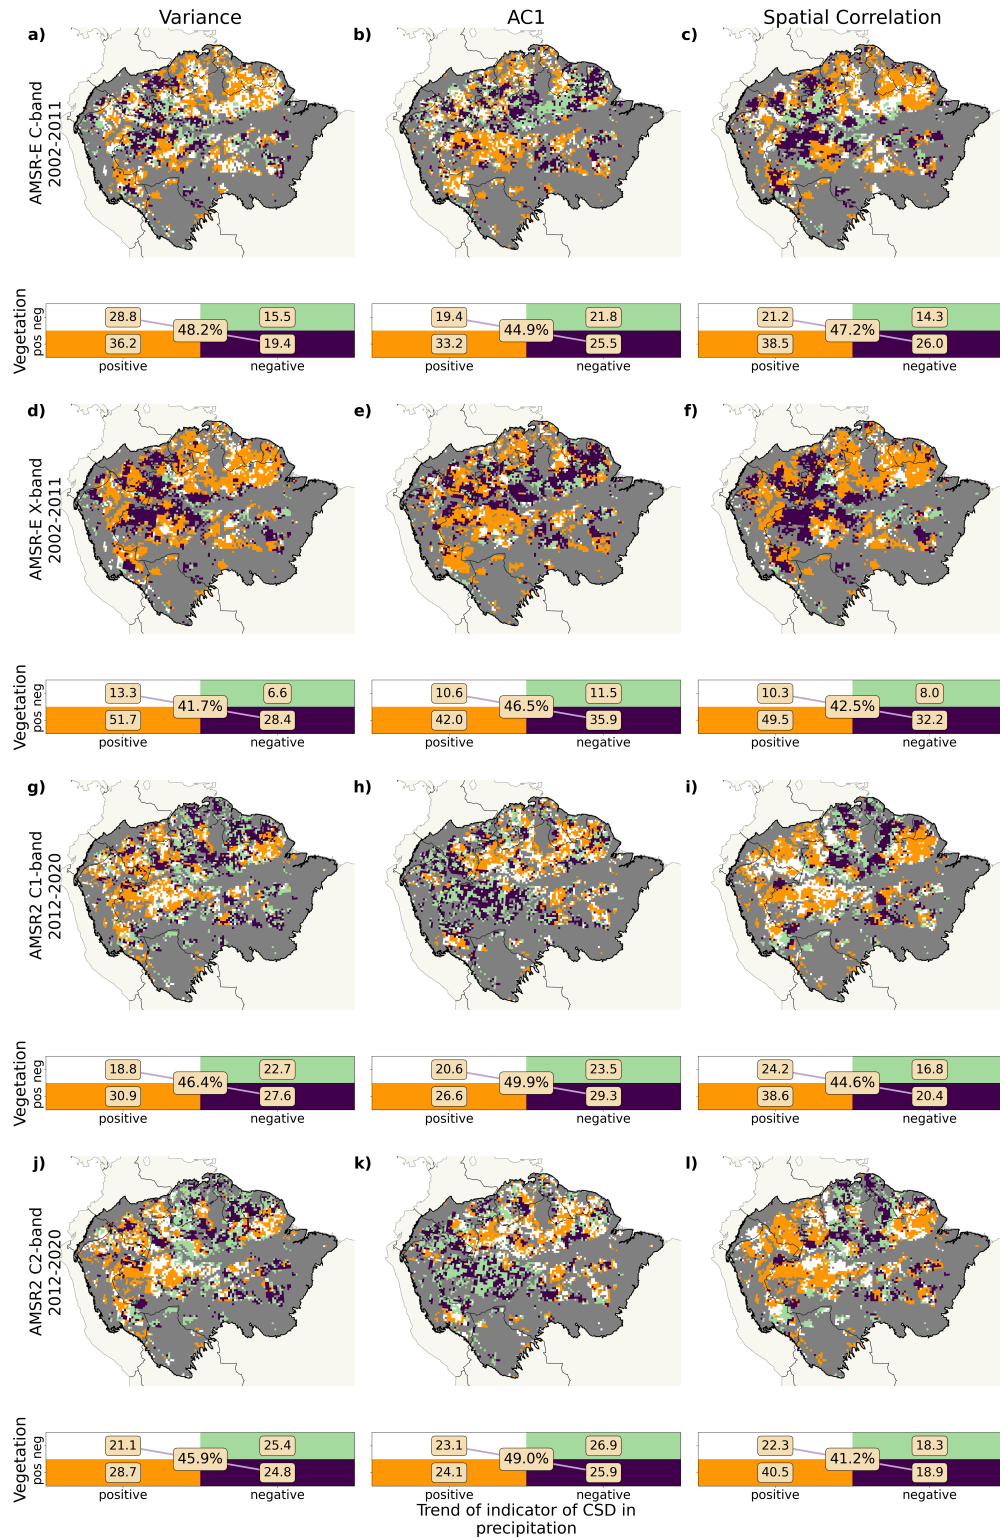 Variance
AC1
Spatial Correlation
a)
b)
c)
AMSR-E C-band
2002-2011
Vegetation
pos neg
28.8
15.5
48.2%
36.2
19.4
positive
negative
19.4
21.8
44.9%
33.2
25.5
positive
negative
21.2
14.3
47.2%
38.5
26.0
positive
negative
d)
e)
f)
AMSR-E X-band
2002-2011
Vegetation
pos neg
13.3
6.6
41.7%
51.7
28.4
positive
negative
10.6
11.5
46.5%
42.0
35.9
positive
negative
10.3
8.0
42.5%
49.5
32.2
positive
negative
g)
h)
i)
AMSR2 C1-band
2012-2020
Vegetation
pos neg
18.8
22.7
46.4%
30.9
27.6
positive
negative
20.6
23.5
49.9%
26.6
29.3
positive
negative
24.2
16.8
44.6%
38.6
20.4
positive
negative
j)
k)
l)
AMSR2 C2-band
2012-2020
Vegetation
pos neg
21.1
25.4
45.9%
28.7
24.8
positive
negative
23.1
26.9
49.0%
24.1
25.9
positive
negative
22.3
18.3
41.2%
40.5
18.9
positive
negative
Trend of indicator of CSD in
precipitation